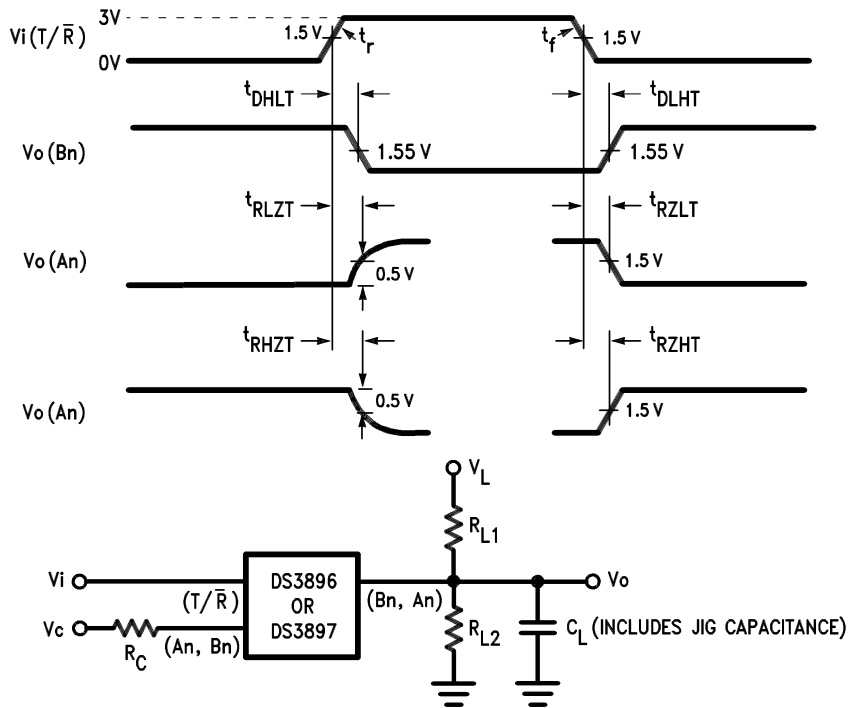 3V
Vi (T/R̅) 1.5 V tr tf 1.5 V
0V
tDHLT tDLHT
Vo (Bn) 1.55 V 1.55 V
tRLZT tRZLT
Vo (An) 0.5 V 1.5 V
tRHZT tRZHT
Vo (An) 0.5 V 1.5 V
VL
RL1
Vi (T/R̅) DS3896 (Bn, An) Vo
OR
Vc RC (An, Bn) DS3897 RL2 CL (INCLUDES JIG CAPACITANCE)